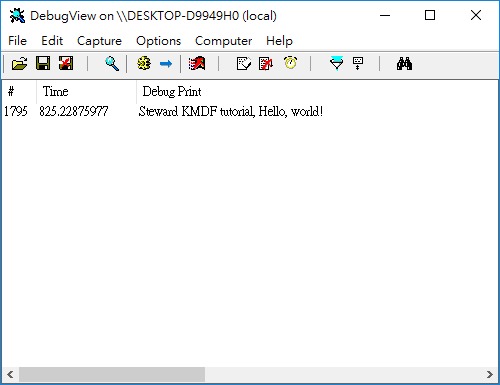 DebugView on \\DESKTOP-D9949H0 (local)
File Edit Capture Options Computer Help
# Time Debug Print
1795 825.22875977 Steward KMDF tutorial, Hello, world!